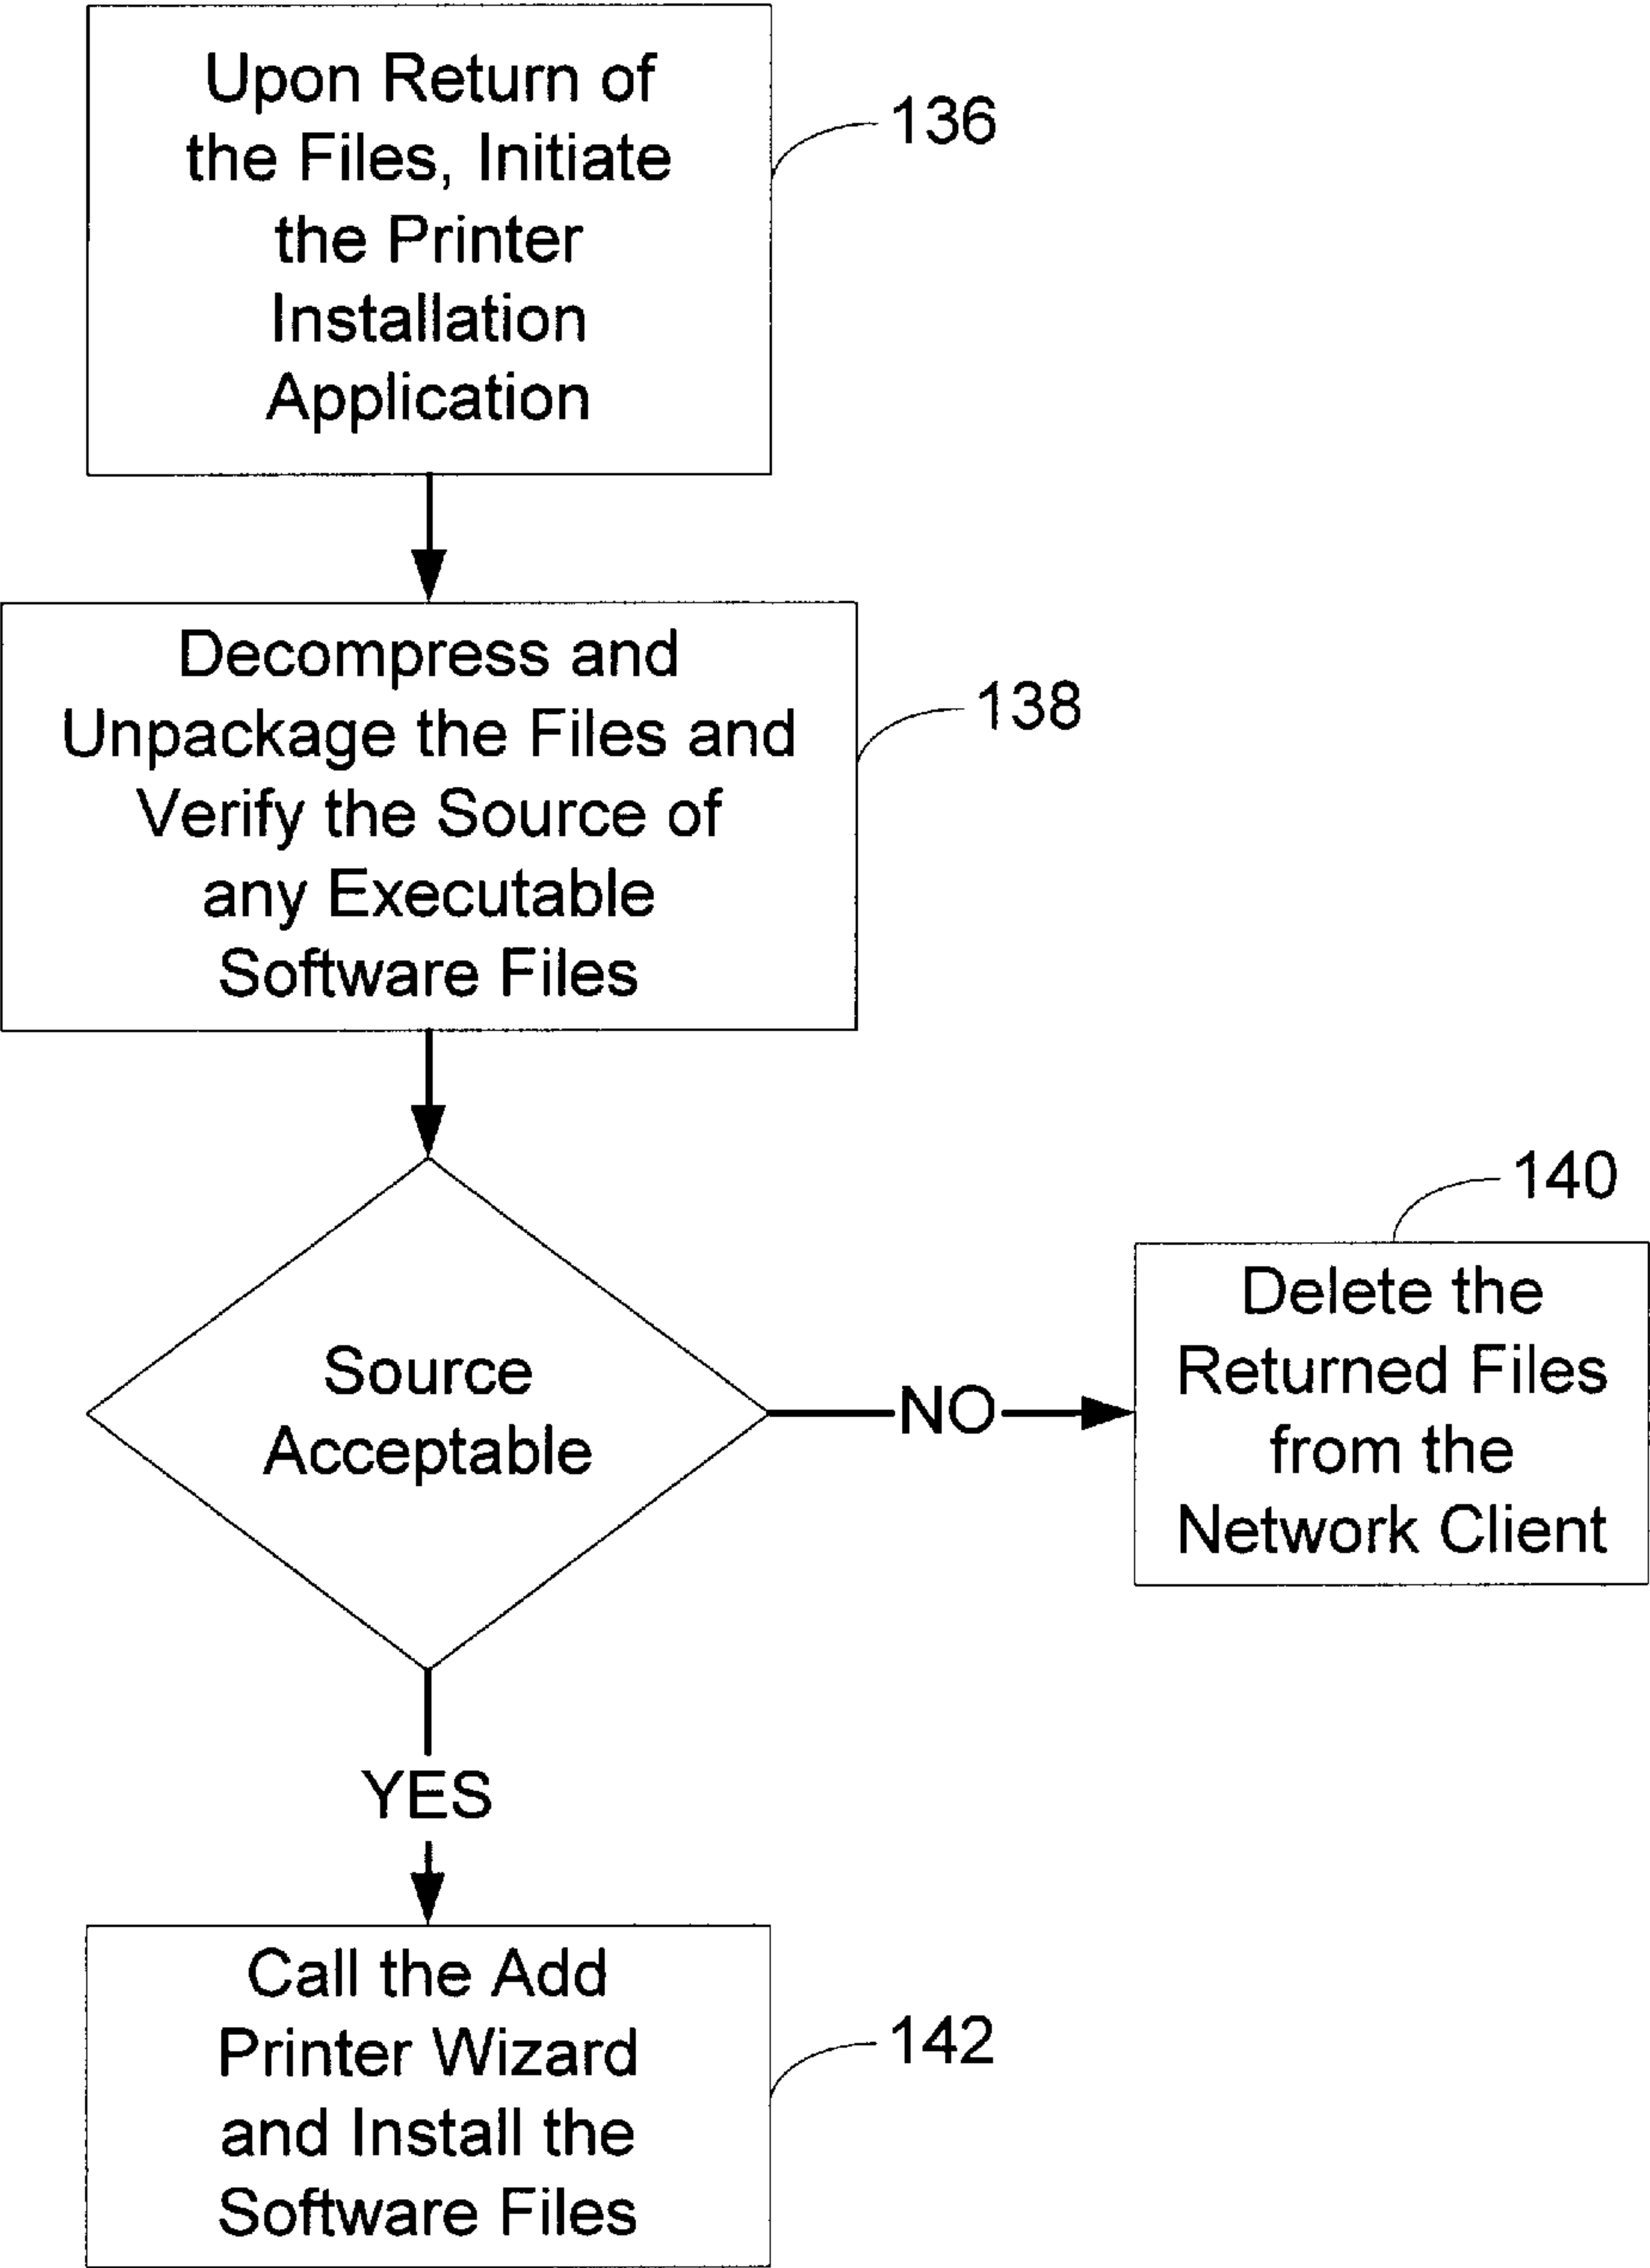 Upon Return of
the Files, Initiate
the Printer
Installation
Application
136
Decompress and
Unpackage the Files and
Verify the Source of
any Executable
Software Files
138
Source
Acceptable
NO
140
Delete the
Returned Files
from the
Network Client
YES
Call the Add
Printer Wizard
and Install the
Software Files
142